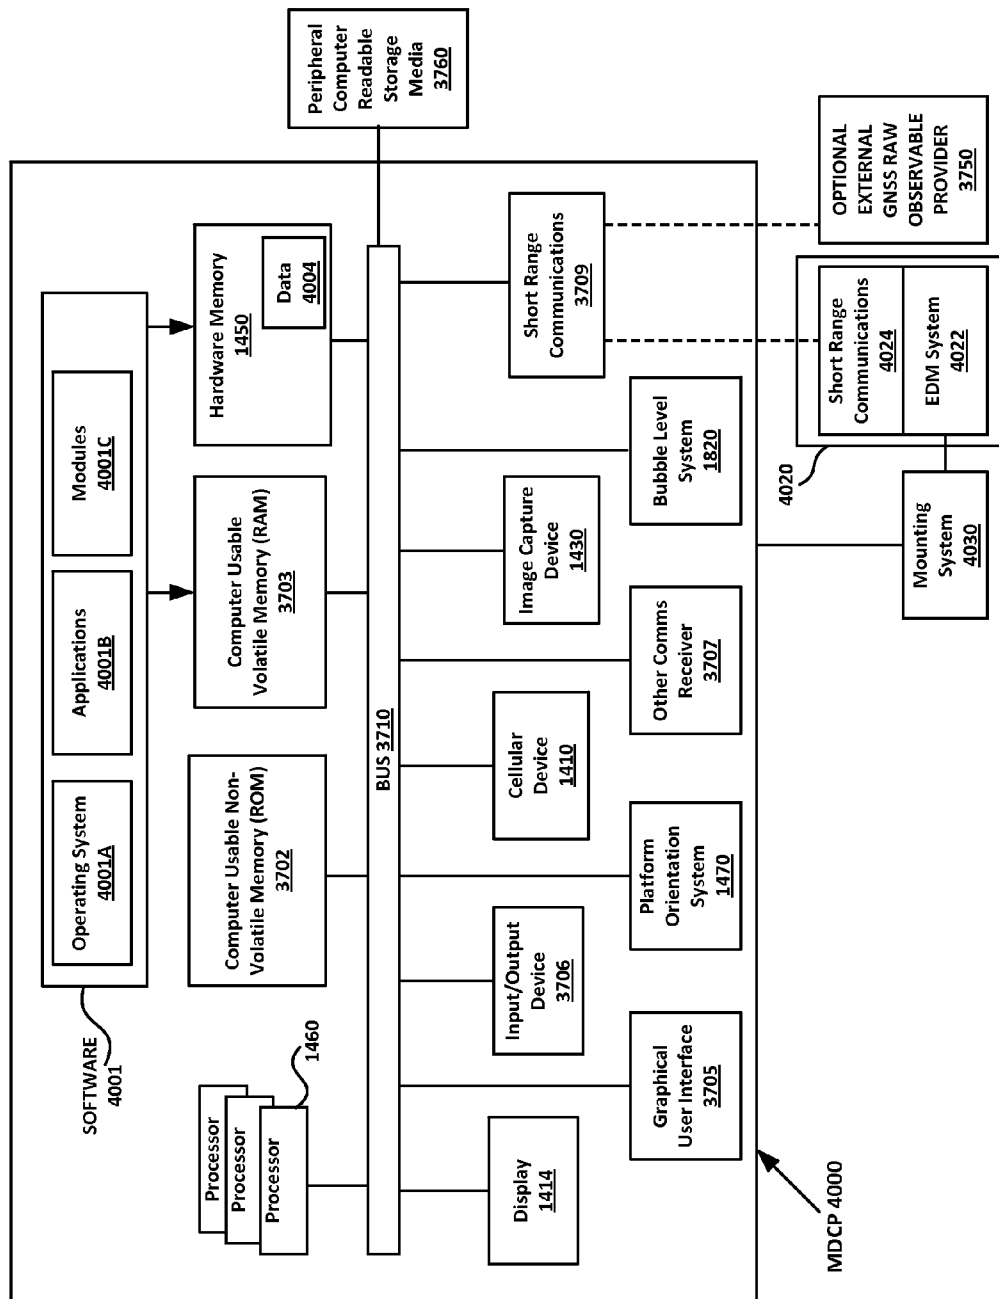 SOFTWARE
4001
Operating System
4001A
Applications
4001B
Modules
4001C
Processor
Processor
Processor
1460
Computer Usable Non-
Volatile Memory (ROM)
3702
Computer Usable
Volatile Memory (RAM)
3703
Hardware Memory
1450
Data
4004
Peripheral
Computer
Readable
Storage
Media
3760
BUS 3710
Display
1414
Input/Output
Device
3706
Cellular
Device
1410
Image Capture
Device
1430
Short Range
Communications
3709
Graphical
User Interface
3705
Platform
Orientation
System
1470
Other Comms
Receiver
3707
Bubble Level
System
1820
MDCP 4000
4020
Short Range
Communications
4024
EDM System
4022
OPTIONAL
EXTERNAL
GNSS RAW
OBSERVABLE
PROVIDER
3750
Mounting
System
4030